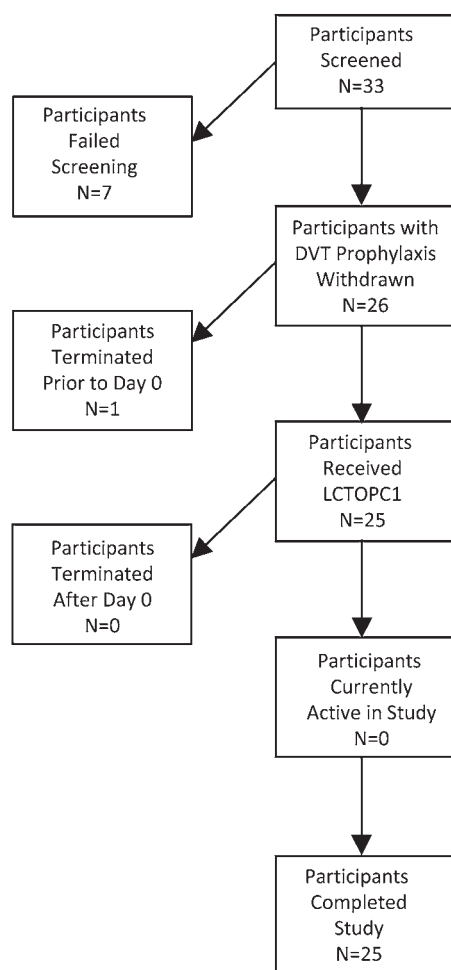 Participants
Screened
N=33
Participants
Failed
Screening
N=7
Participants with
DVT Prophylaxis
Withdrawn
N=26
Participants
Terminated
Prior to Day 0
N=1
Participants
Received
LCTOPC1
N=25
Participants
Terminated
After Day 0
N=0
Participants
Currently
Active in Study
N=0
Participants
Completed
Study
N=25